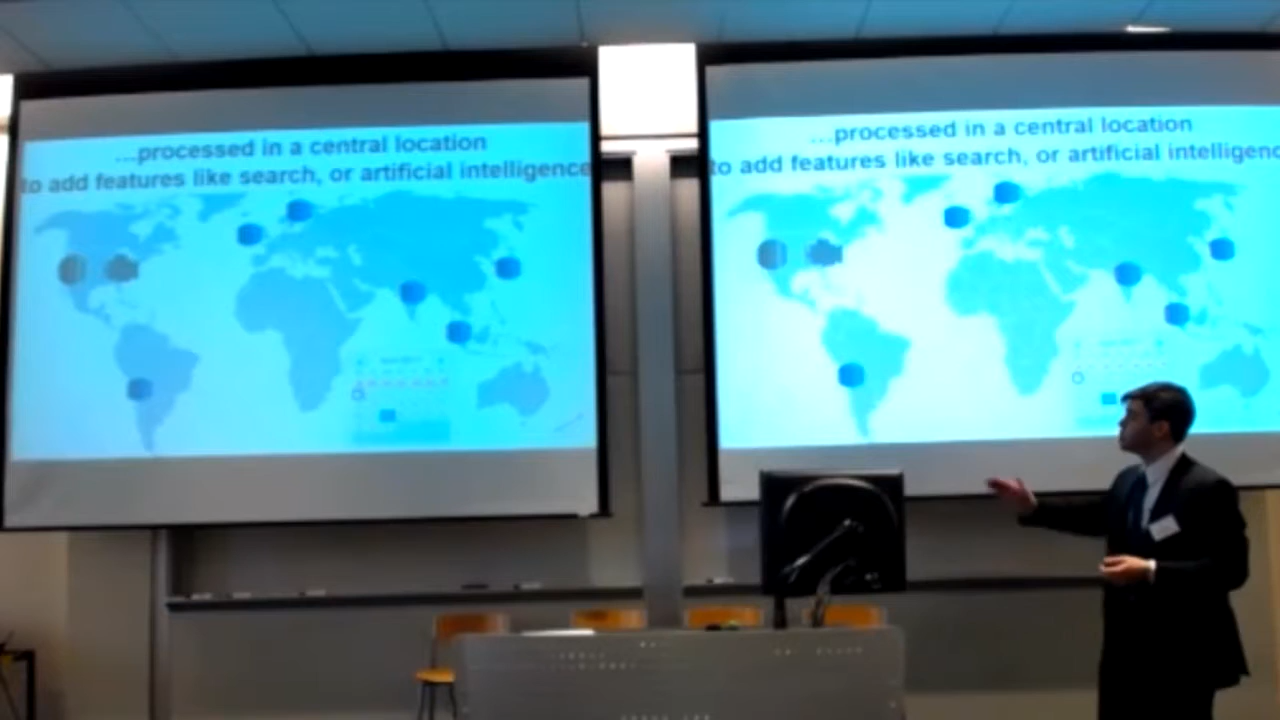 ...processed in a central location
to add features like search, or artificial intelligence
...processed in a central location
to add features like search, or artificial intelligenc